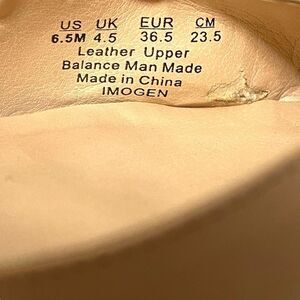 US UK EUR CM
6.5M 4.5 36.5 23.5
Leather Upper
Balance Man Made
Made in China
IMOGEN